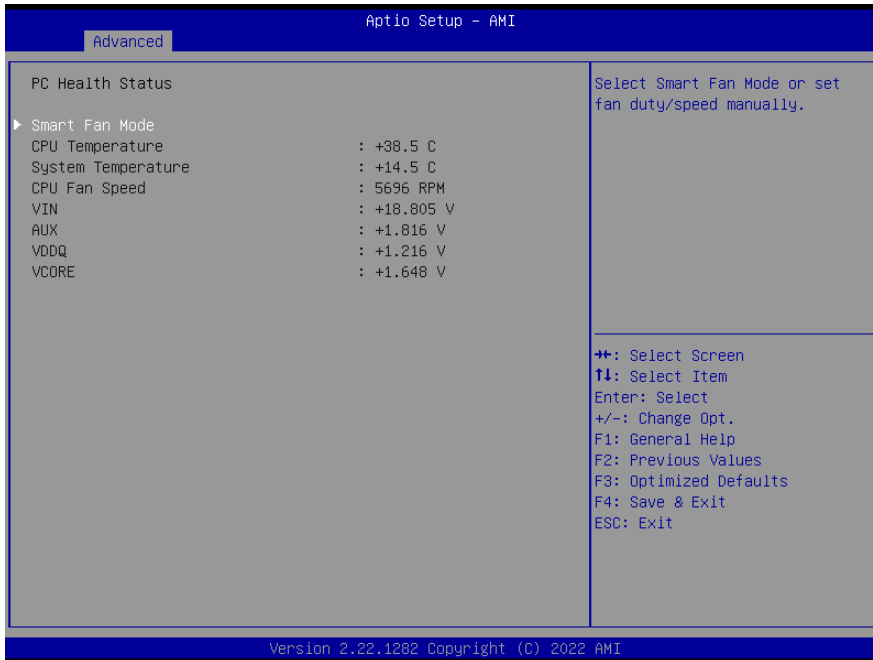 Aptio Setup – AMI
Advanced
PC Health Status
▶ Smart Fan Mode
CPU Temperature : +38.5 C
System Temperature : +14.5 C
CPU Fan Speed : 5696 RPM
VIN : +18.805 V
AUX : +1.816 V
VDDQ : +1.216 V
VCORE : +1.648 V
Select Smart Fan Mode or set
fan duty/speed manually.
→←: Select Screen
↑↓: Select Item
Enter: Select
+/-: Change Opt.
F1: General Help
F2: Previous Values
F3: Optimized Defaults
F4: Save & Exit
ESC: Exit
Version 2.22.1282 Copyright (C) 2022 AMI